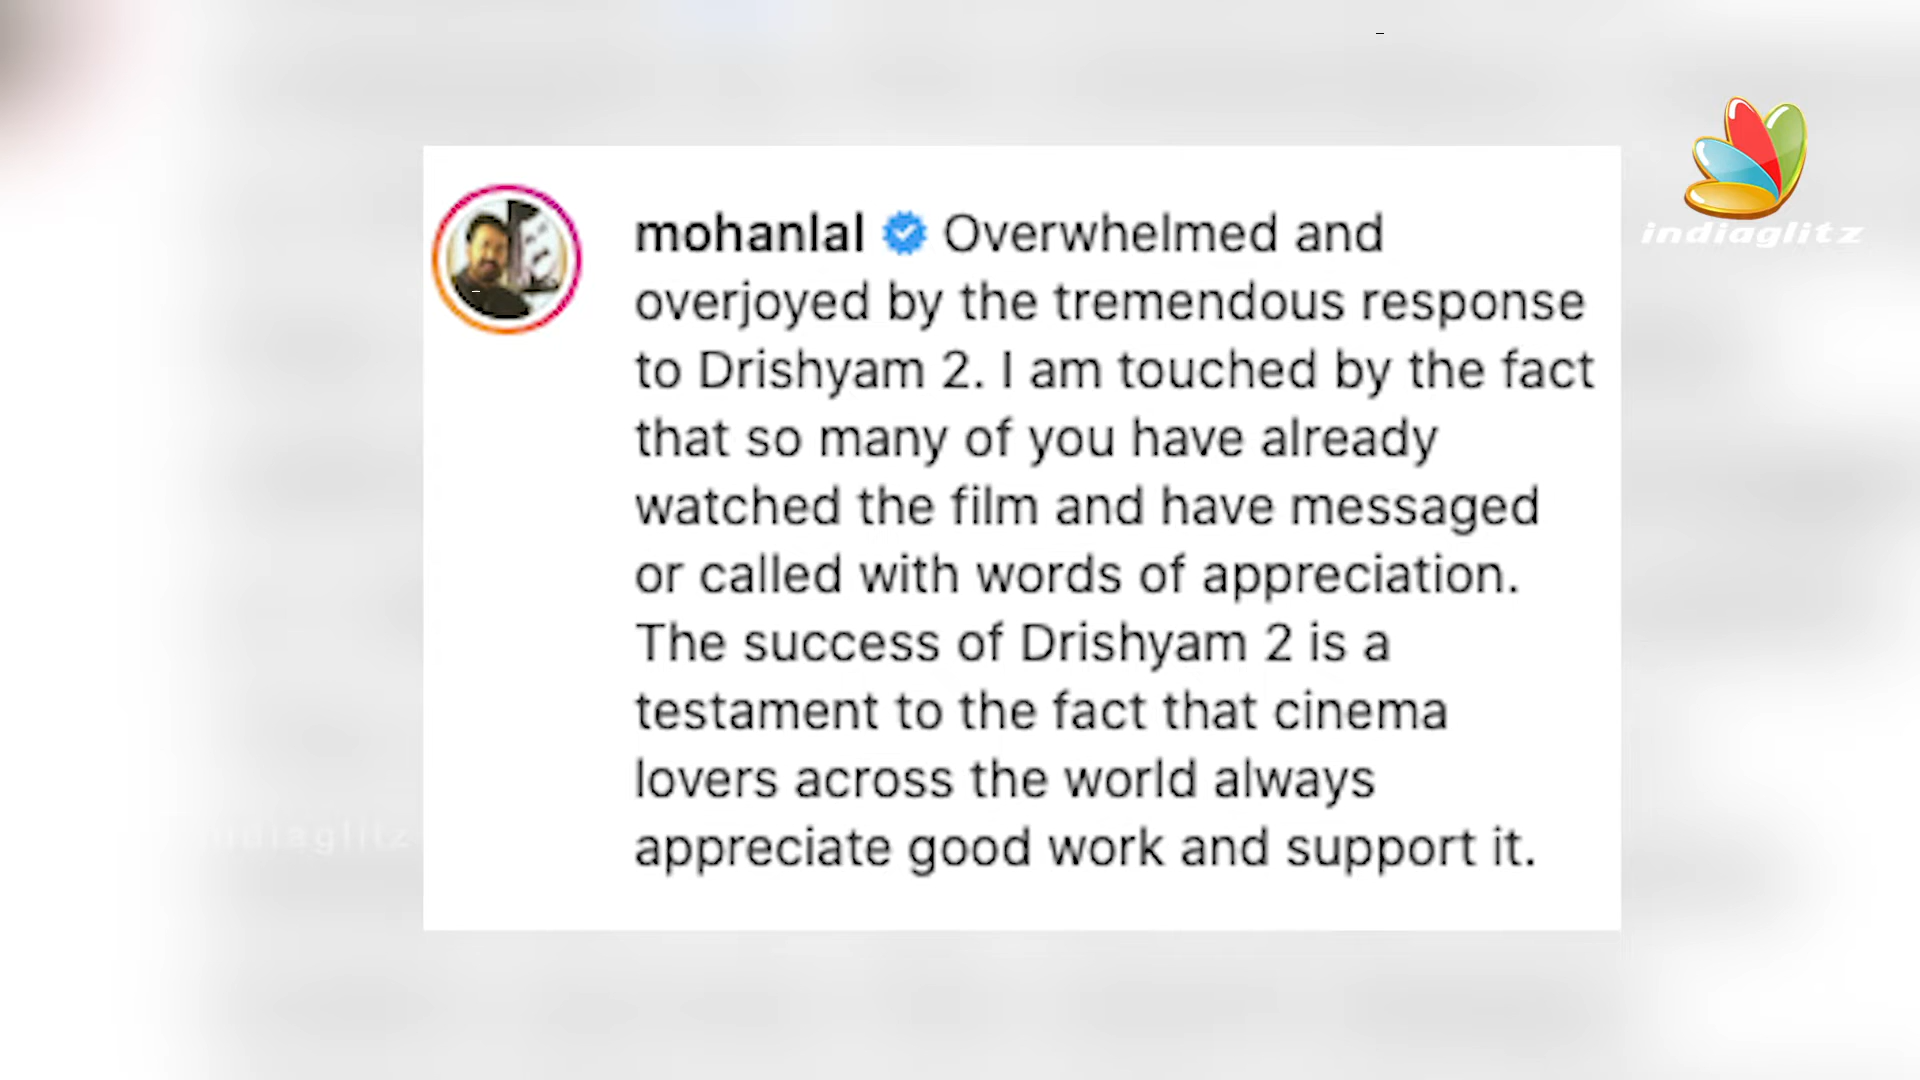 indiaglitz
mohanlal Overwhelmed and
overjoyed by the tremendous response
to Drishyam 2. I am touched by the fact
that so many of you have already
watched the film and have messaged
or called with words of appreciation.
The success of Drishyam 2 is a
testament to the fact that cinema
lovers across the world always
appreciate good work and support it.
indiaglitz